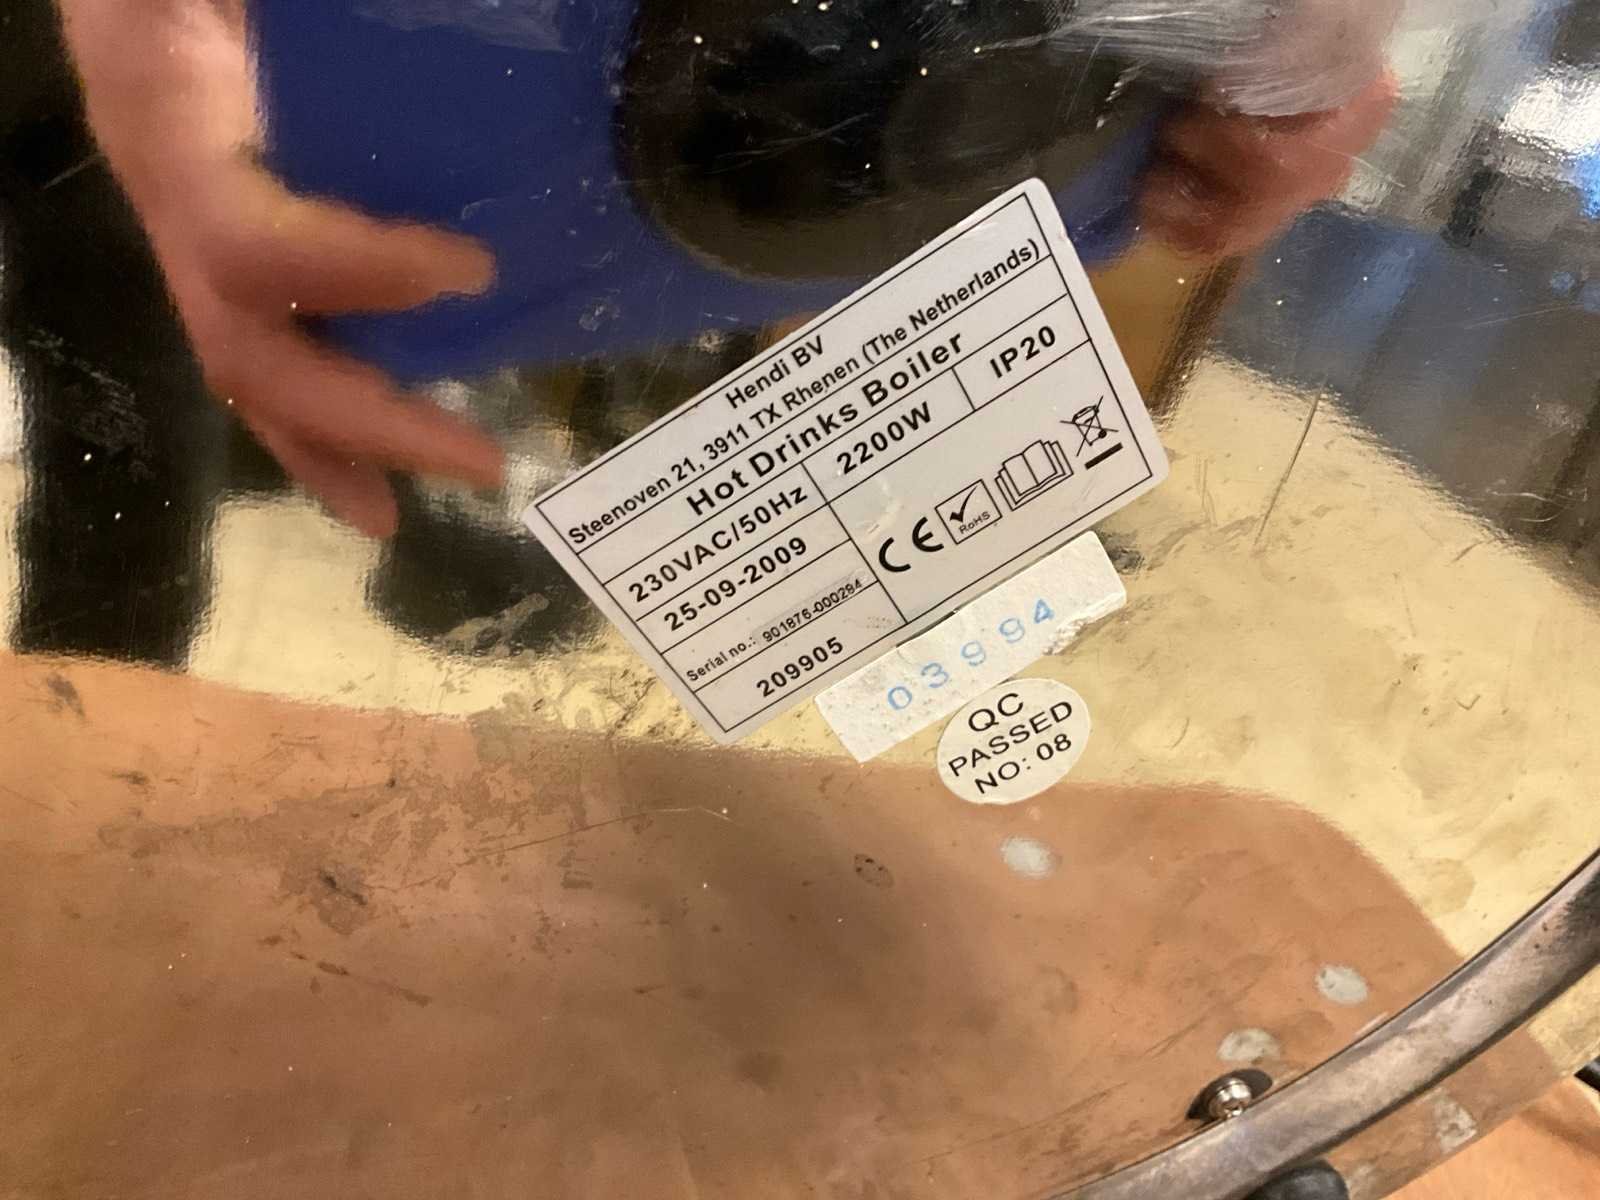 Hendi BV
Steenoven 21, 3911 TX Rhenen (The Netherlands)
Hot Drinks Boiler
230VAC/50Hz 2200W IP20
25-09-2009
Serial no.: 901876-000284
209905
CE
RoHS
03994
QC
PASSED
NO: 08